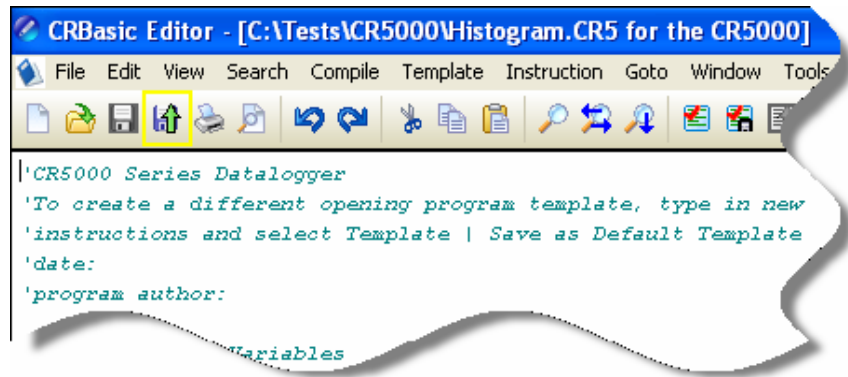 CRBasic Editor - [C:\Tests\CR5000\Histogram.CR5 for the CR5000]
File Edit View Search Compile Template Instruction Goto Window Tools
'CR5000 Series Datalogger
'To create a different opening program template, type in new
'instructions and select Template | Save as Default Template
'date:
'program author:
Variables